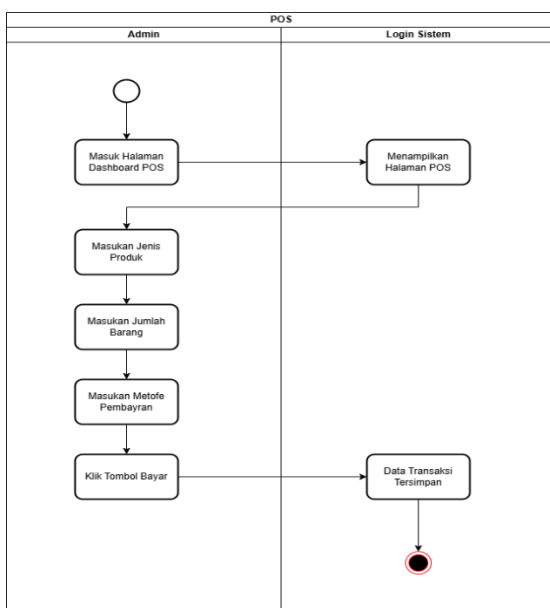 POS
Admin
Login Sistem
Masuk Halaman
Dashboard POS
Menampilkan
Halaman POS
Masukan Jenis
Produk
Masukan Jumlah
Barang
Masukan Metofe
Pembayran
Klik Tombol Bayar
Data Transaksi
Tersimpan